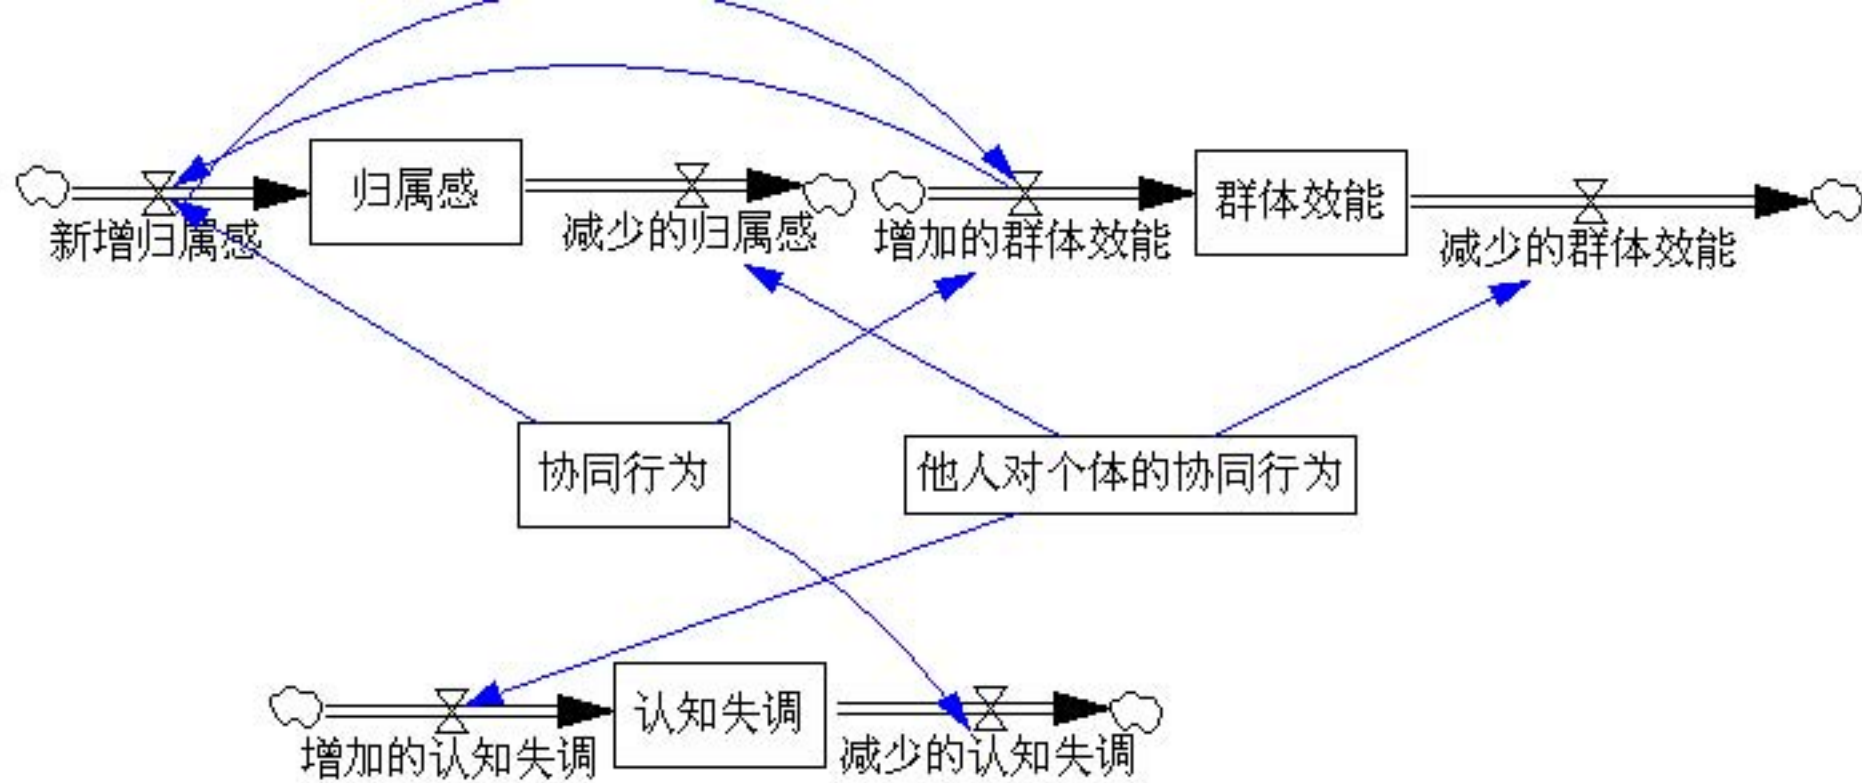 归属感
群体效能
新增归属感
减少的归属感
增加的群体效能
减少的群体效能
协同行为
他人对个体的协同行为
认知失调
增加的认知失调
减少的认知失调